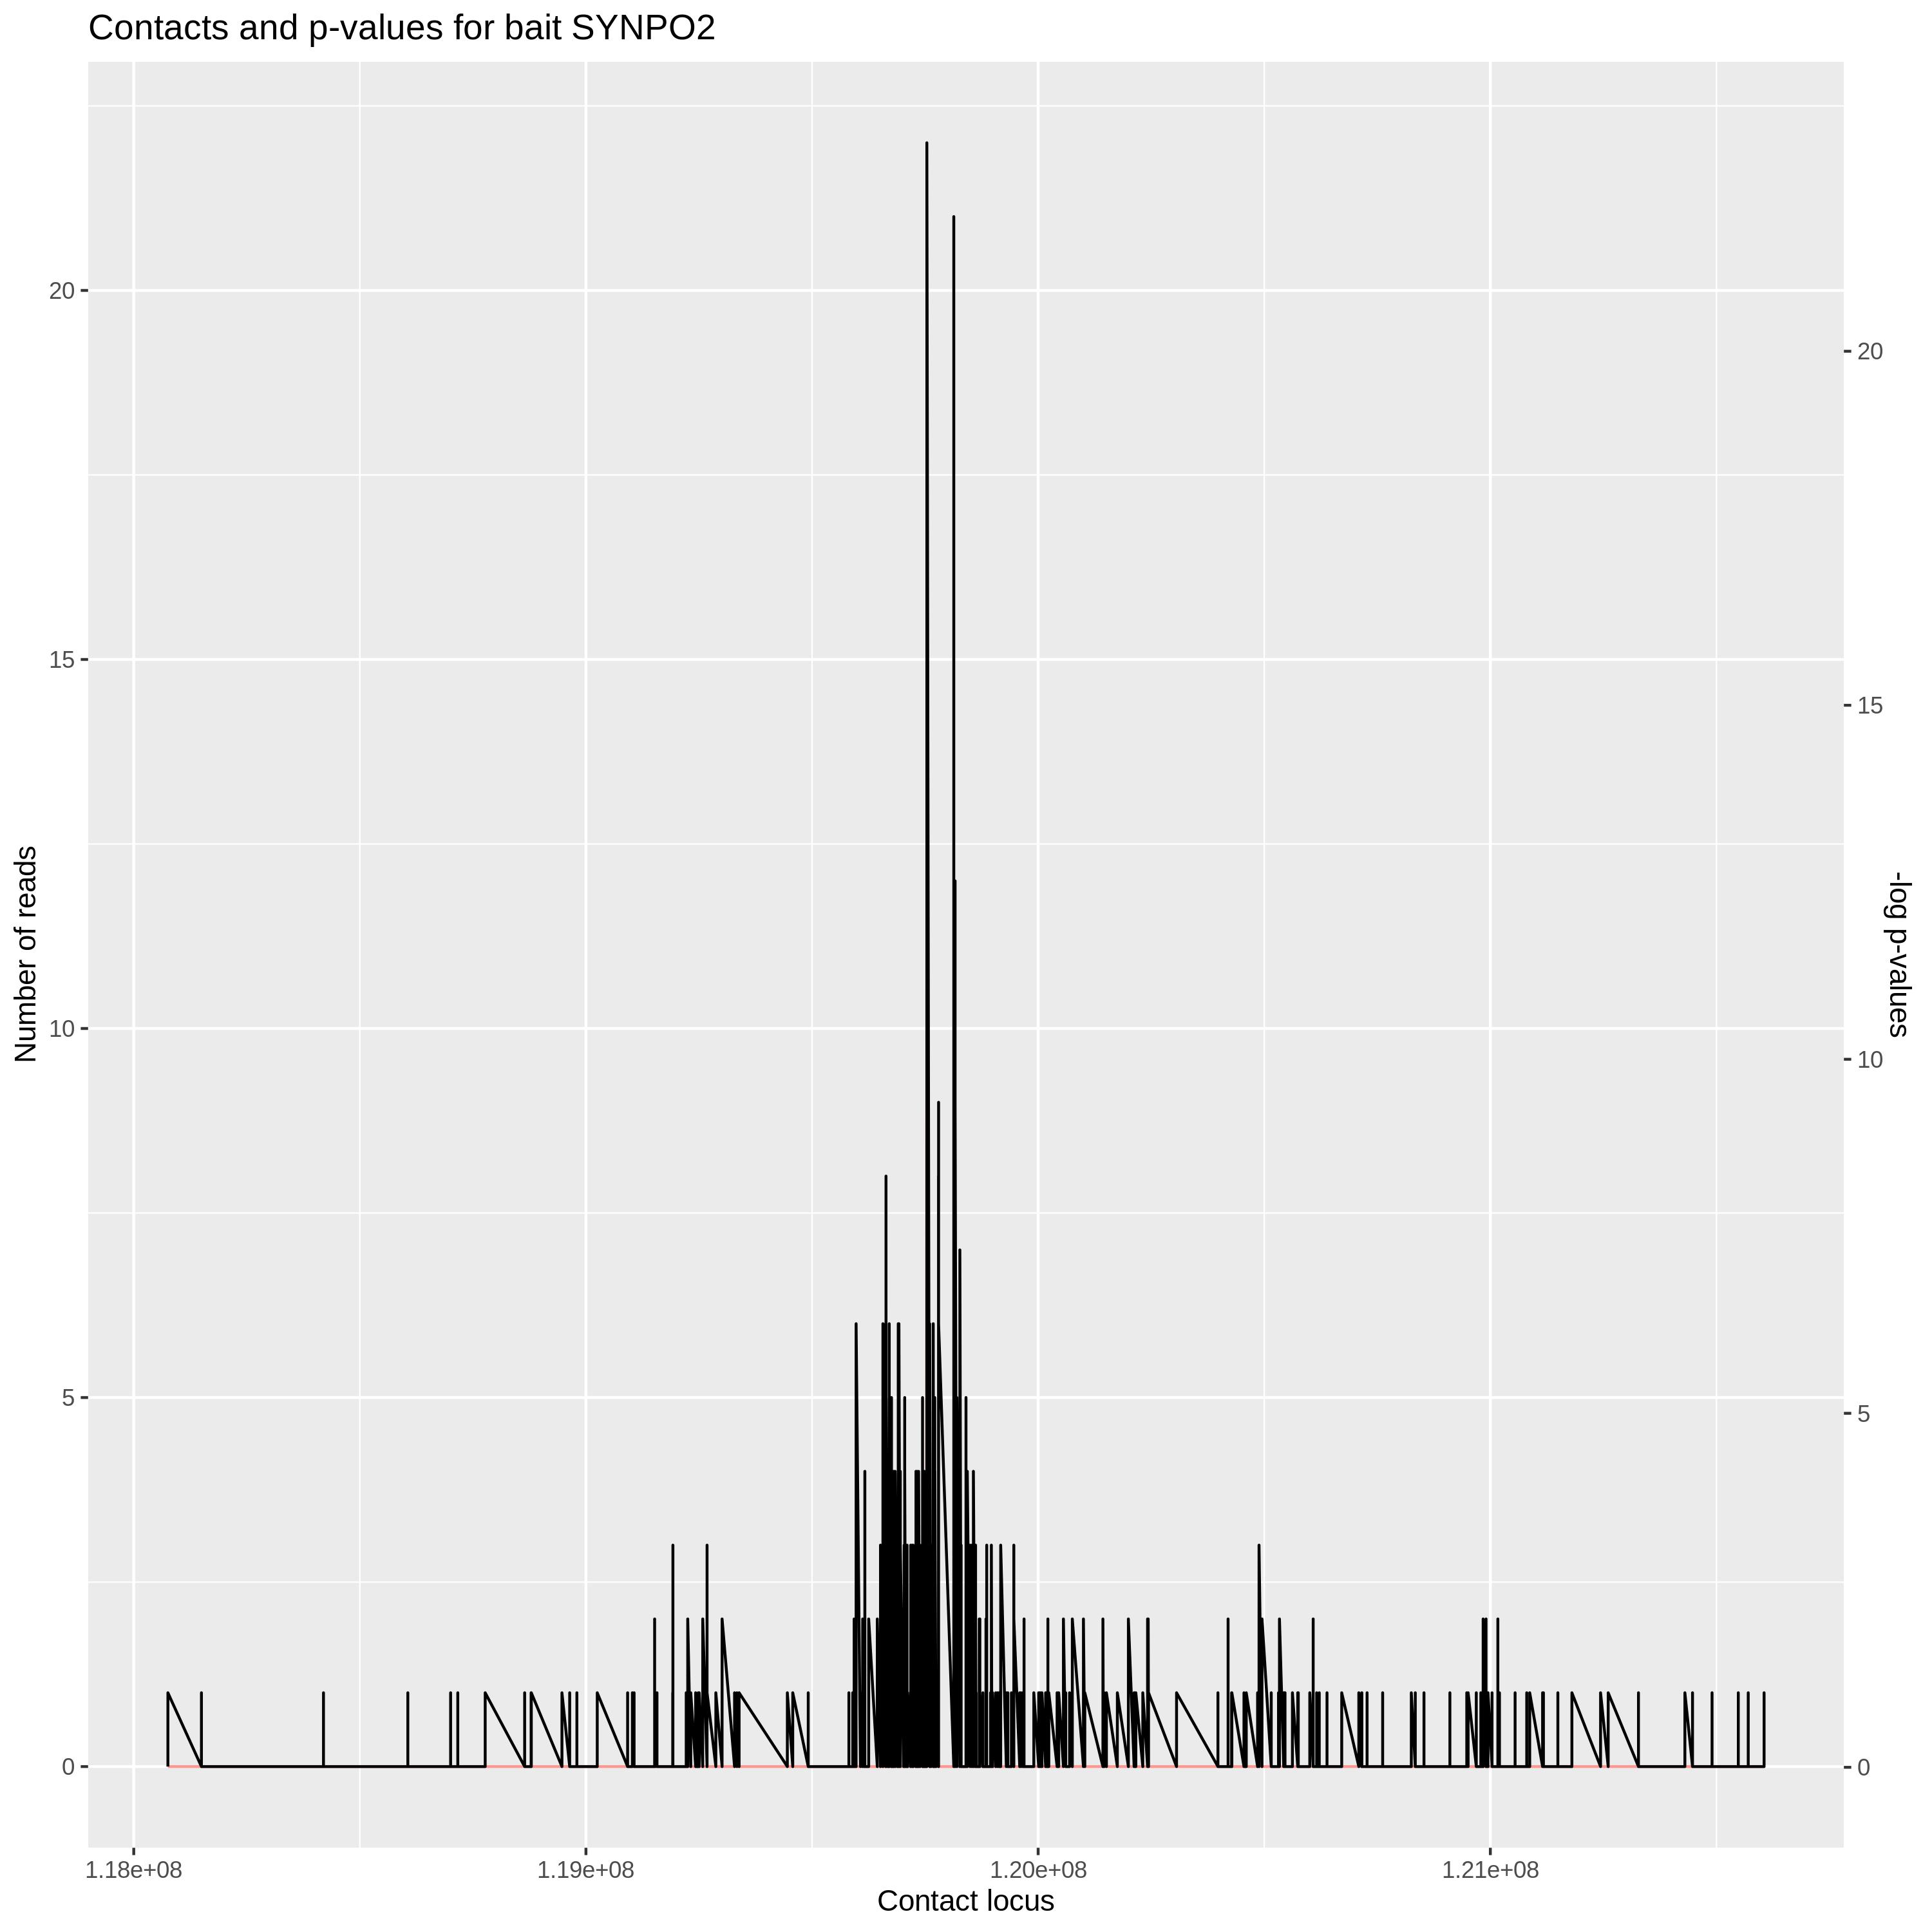 Contacts and p-values for bait SYNPO2
Number of reads
20
15
10
5
0
20
15
10
5
0
-log p-values
1.18e+08
1.19e+08
1.20e+08
1.21e+08
Contact locus